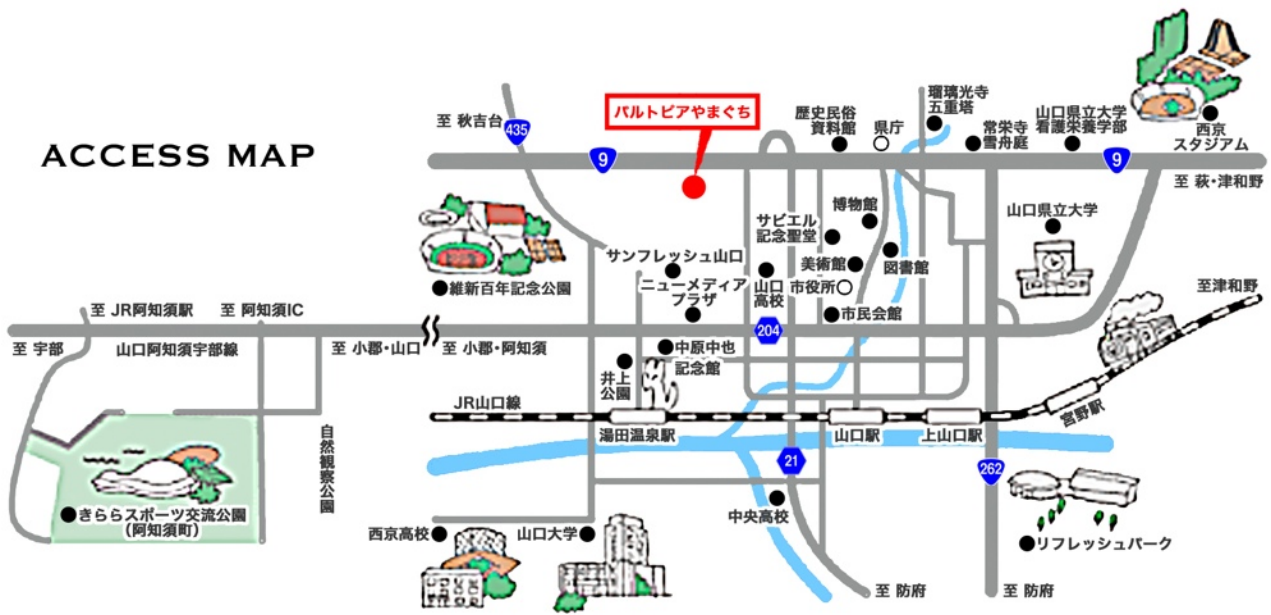 ACCESS MAP
至 秋吉台
435
パルトピアやまぐち
9
歴史民俗
資料館
県庁
瑠璃光寺
五重塔
常栄寺
雪舟庭
山口県立大学
看護栄養学部
9
西京
スタジアム
至 萩・津和野
博物館
サビエル
記念聖堂
山口県立大学
美術館
図書館
サンフレッシュ山口
ニューメディア
プラザ
山口
高校
市役所
市民会館
維新百年記念公園
至津和野
至 JR阿知須駅
至 阿知須IC
至 宇部
山口阿知須宇部線
至 小郡・山口
至 小郡・阿知須
204
中原中也
記念館
井上
公園
JR山口線
湯田温泉駅
山口駅
上山口駅
宮野駅
自然観察公園
21
262
きららスポーツ交流公園
(阿知須町)
中央高校
西京高校
山口大学
リフレッシュパーク
至 防府
至 防府